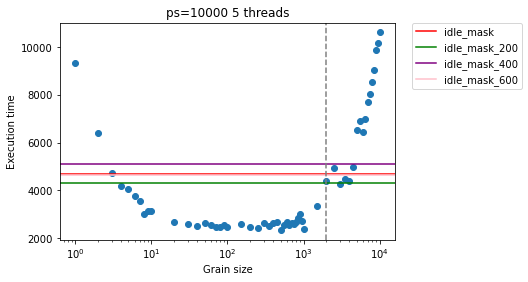 ps=10000 5 threads
idle_mask
idle_mask_200
idle_mask_400
idle_mask_600
Execution time
10000
8000
6000
4000
2000
10⁰ 10¹ 10² 10³ 10⁴
Grain size